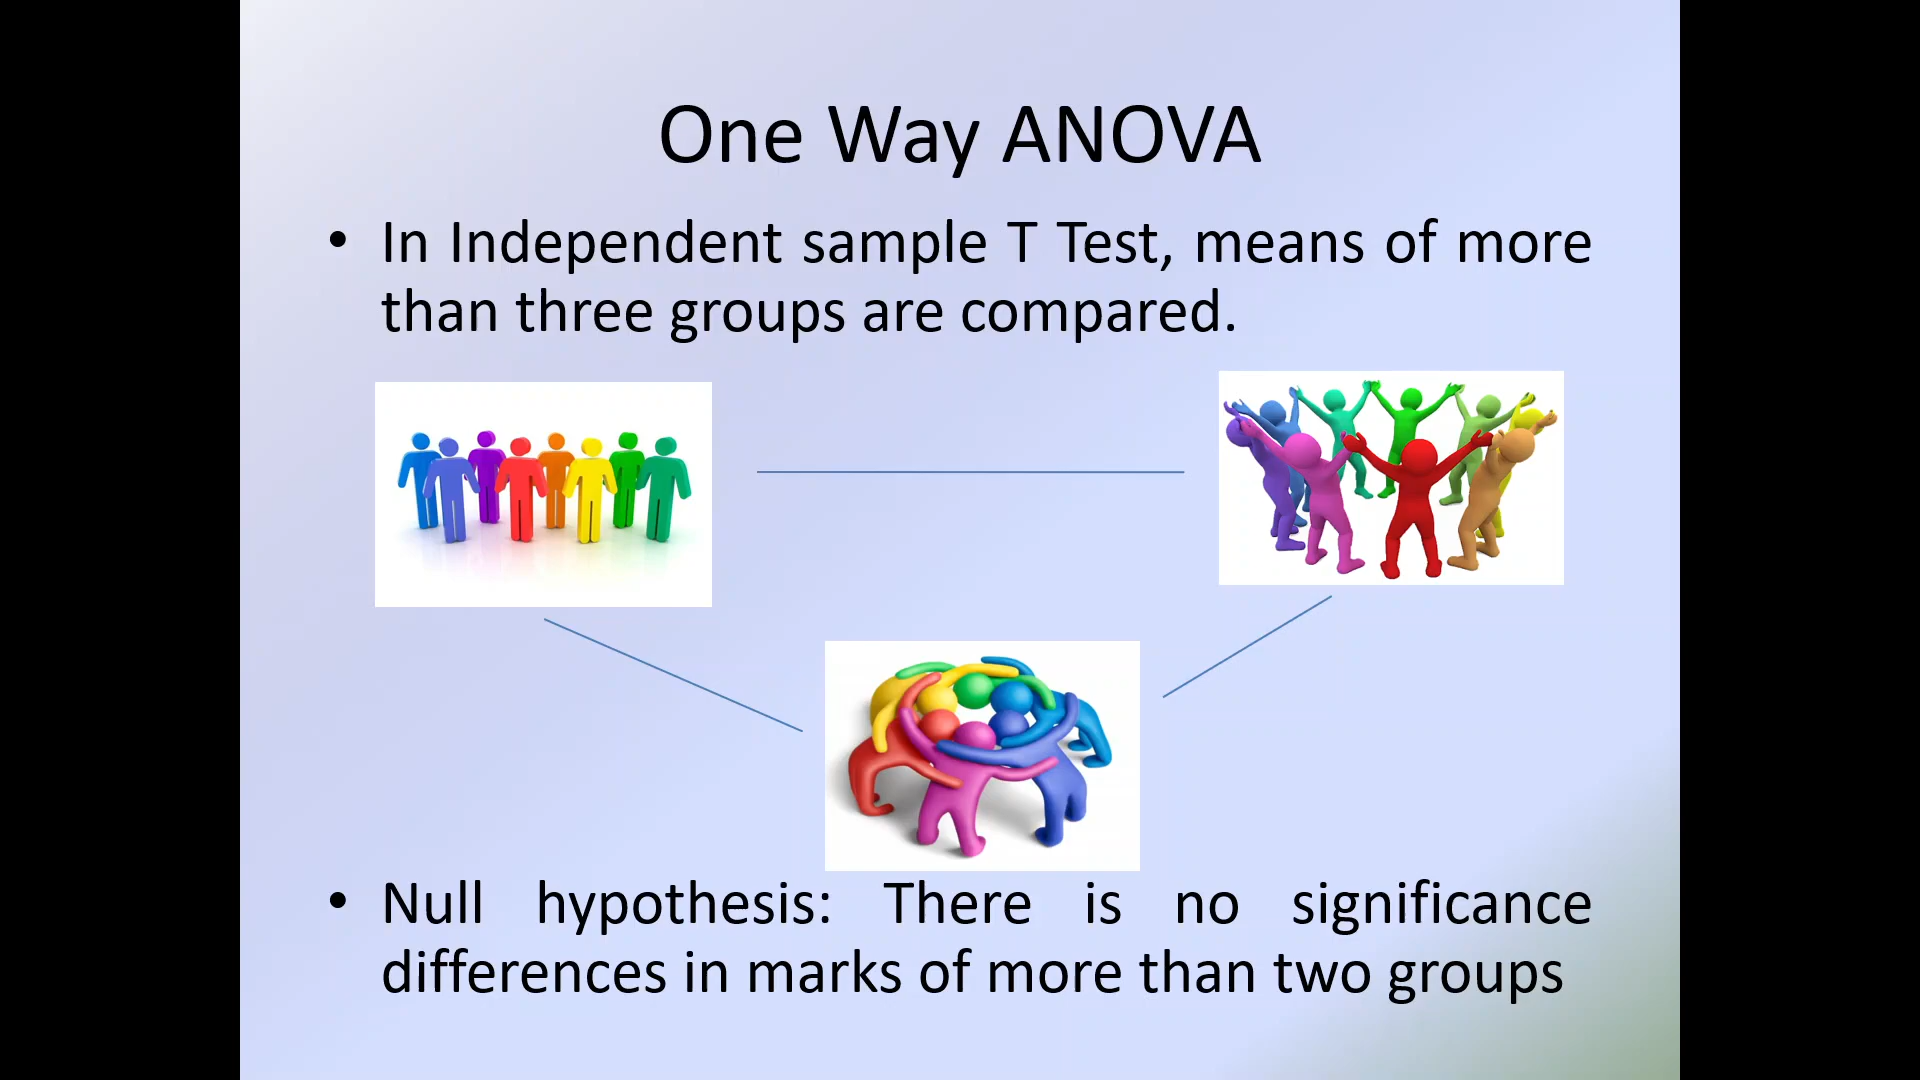 One Way ANOVA
• In Independent sample T Test, means of more
than three groups are compared.
• Null hypothesis: There is no significance
differences in marks of more than two groups